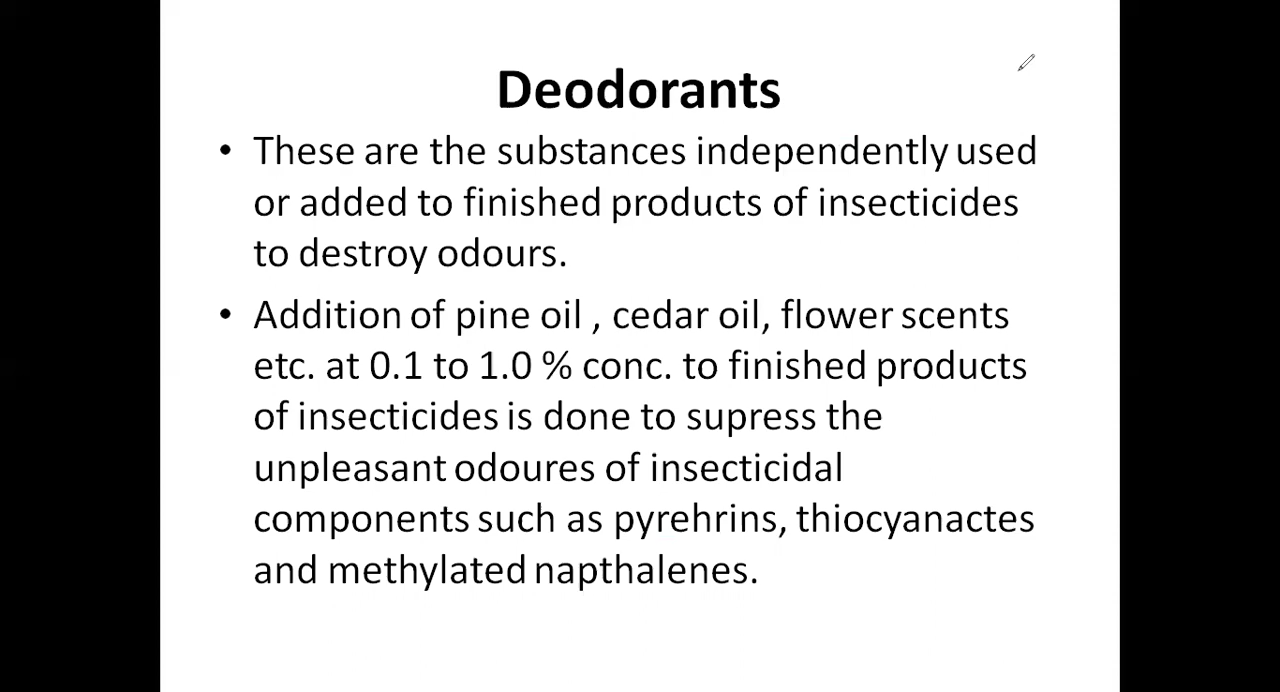 Deodorants
• These are the substances independently used
or added to finished products of insecticides
to destroy odours.
• Addition of pine oil , cedar oil, flower scents
etc. at 0.1 to 1.0 % conc. to finished products
of insecticides is done to supress the
unpleasant odoures of insecticidal
components such as pyrehrins, thiocyanactes
and methylated napthalenes.